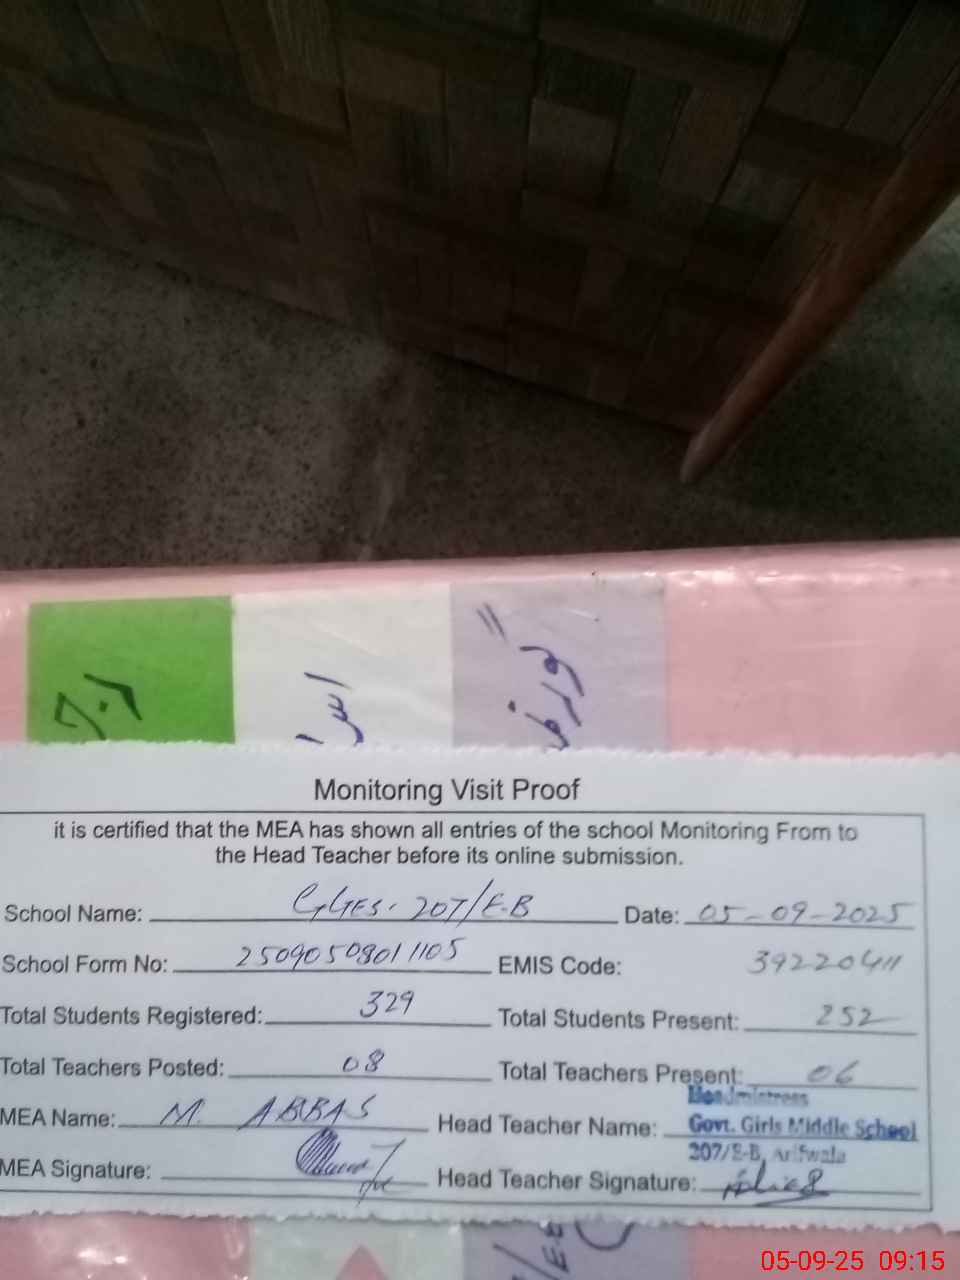 اس
Monitoring Visit Proof
it is certified that the MEA has shown all entries of the school Monitoring From to
the Head Teacher before its online submission.
School Name: GGES. 207/E-B Date: 05-09-2025
School Form No: 25090508011105 EMIS Code: 39220411
Total Students Registered: 329 Total Students Present: 252
Total Teachers Posted: 08 Total Teachers Present: 06
MEA Name: M. ABBAS Head Teacher Name: Headmistress
Govt. Girls Middle School
207/E-B, Arifwala
MEA Signature: Head Teacher Signature:
05-09-25 09:15